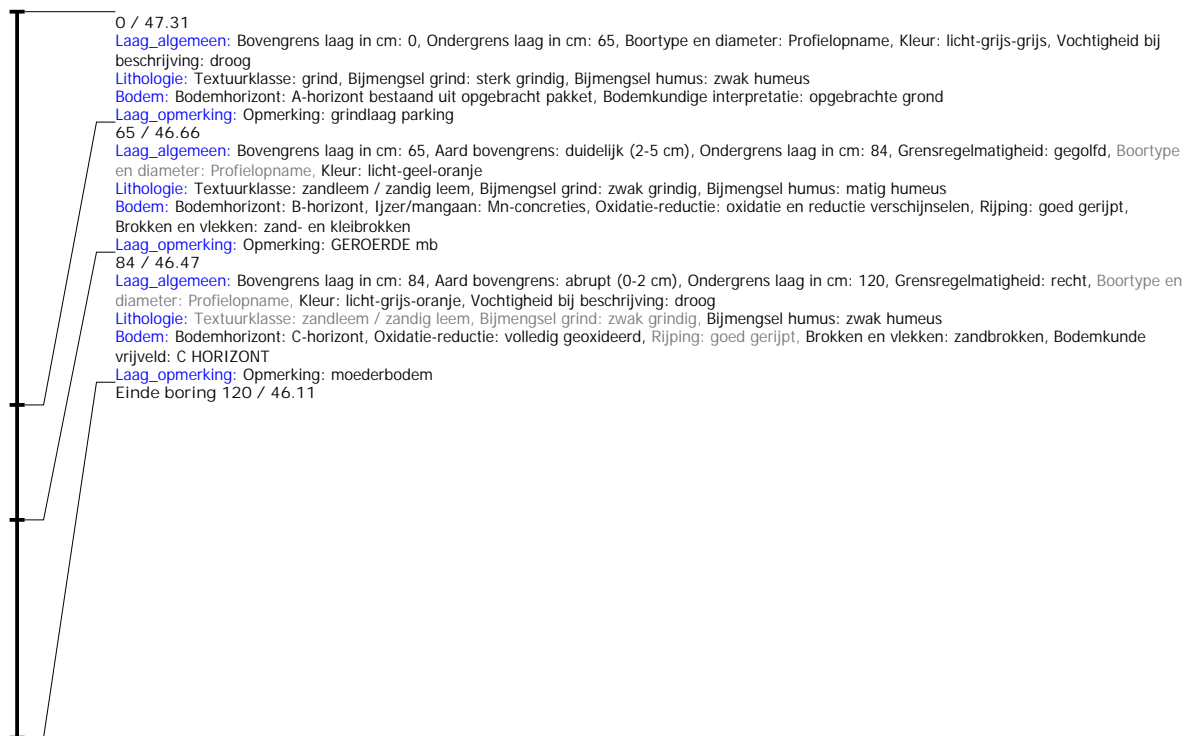 0 / 47.31
Laag_algemeen: Bovengrens laag in cm: 0, Ondergrens laag in cm: 65, Boortype en diameter: Profielopname, Kleur: licht-grijs-grijs, Vochtigheid bij
beschrijving: droog
Lithologie: Textuurklasse: grind, Bijmengsel grind: sterk grindig, Bijmengsel humus: zwak humeus
Bodem: Bodemhorizont: A-horizont bestaand uit opgebracht pakket, Bodemkundige interpretatie: opgebrachte grond
Laag_opmerking: Opmerking: grindlaag parking
65 / 46.66
Laag_algemeen: Bovengrens laag in cm: 65, Aard bovengrens: duidelijk (2-5 cm), Ondergrens laag in cm: 84, Grensregelmatigheid: gegolfd, Boortype
en diameter: Profielopname, Kleur: licht-geel-oranje
Lithologie: Textuurklasse: zandleem / zandig leem, Bijmengsel grind: zwak grindig, Bijmengsel humus: matig humeus
Bodem: Bodemhorizont: B-horizont, Ijzer/mangaan: Mn-concreties, Oxidatie-reductie: oxidatie en reductie verschijnselen, Rijping: goed gerijpt,
Brokken en vlekken: zand- en kleibrokken
Laag_opmerking: Opmerking: GEROERDE mb
84 / 46.47
Laag_algemeen: Bovengrens laag in cm: 84, Aard bovengrens: abrupt (0-2 cm), Ondergrens laag in cm: 120, Grensregelmatigheid: recht, Boortype en
diameter: Profielopname, Kleur: licht-grijs-oranje, Vochtigheid bij beschrijving: droog
Lithologie: Textuurklasse: zandleem / zandig leem, Bijmengsel grind: zwak grindig, Bijmengsel humus: zwak humeus
Bodem: Bodemhorizont: C-horizont, Oxidatie-reductie: volledig geoxideerd, Rijping: goed gerijpt, Brokken en vlekken: zandbrokken, Bodemkunde
vrijveld: C HORIZONT
Laag_opmerking: Opmerking: moederbodem
Einde boring 120 / 46.11